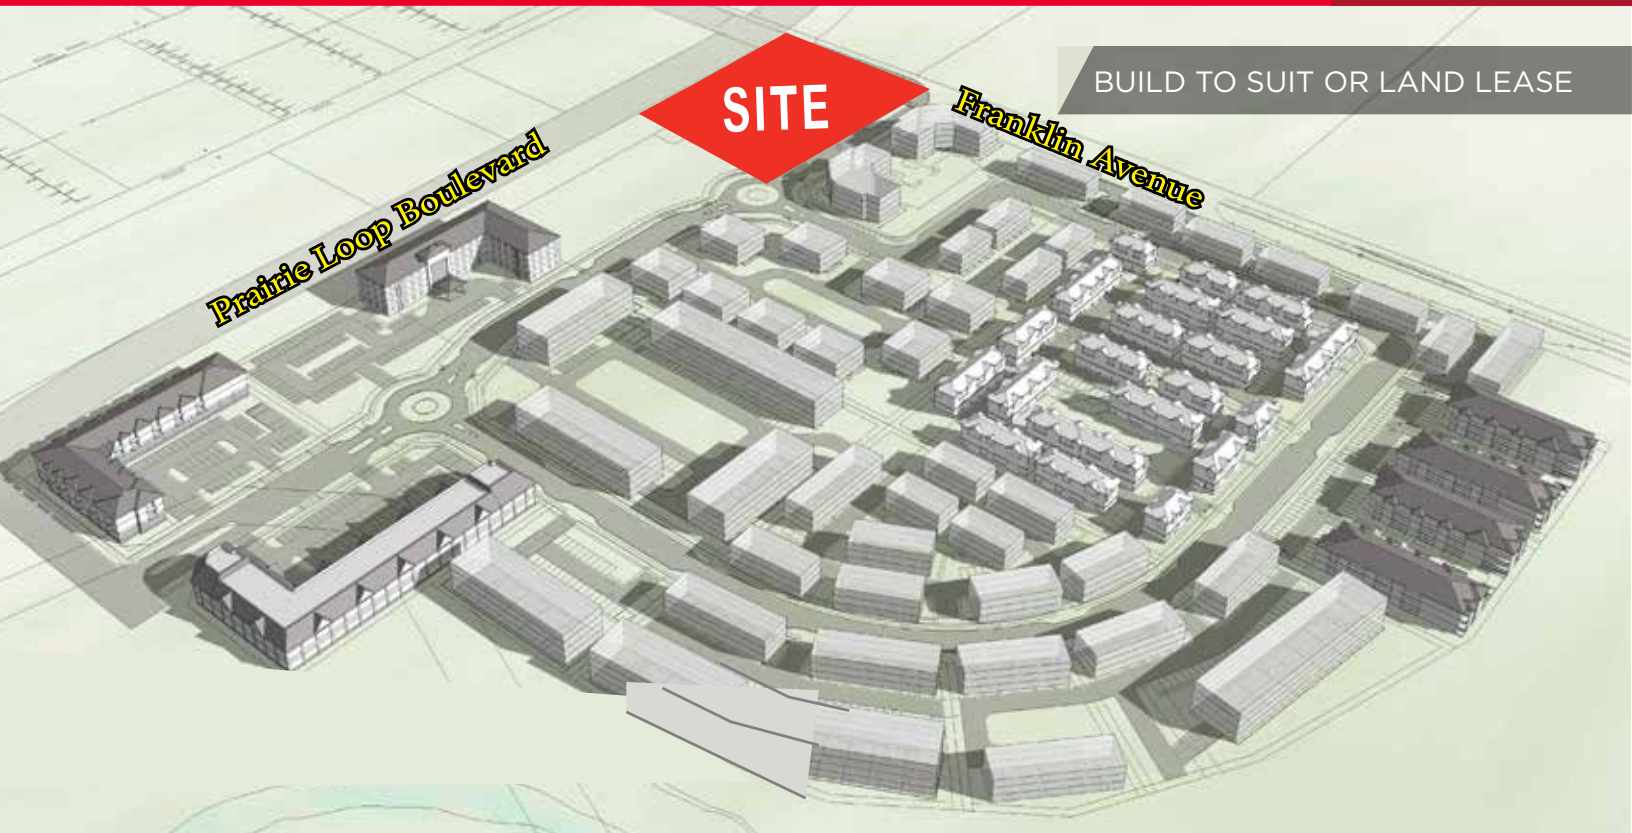 BUILD TO SUIT OR LAND LEASE
SITE
Franklin Avenue
Prairie Loop Boulevard